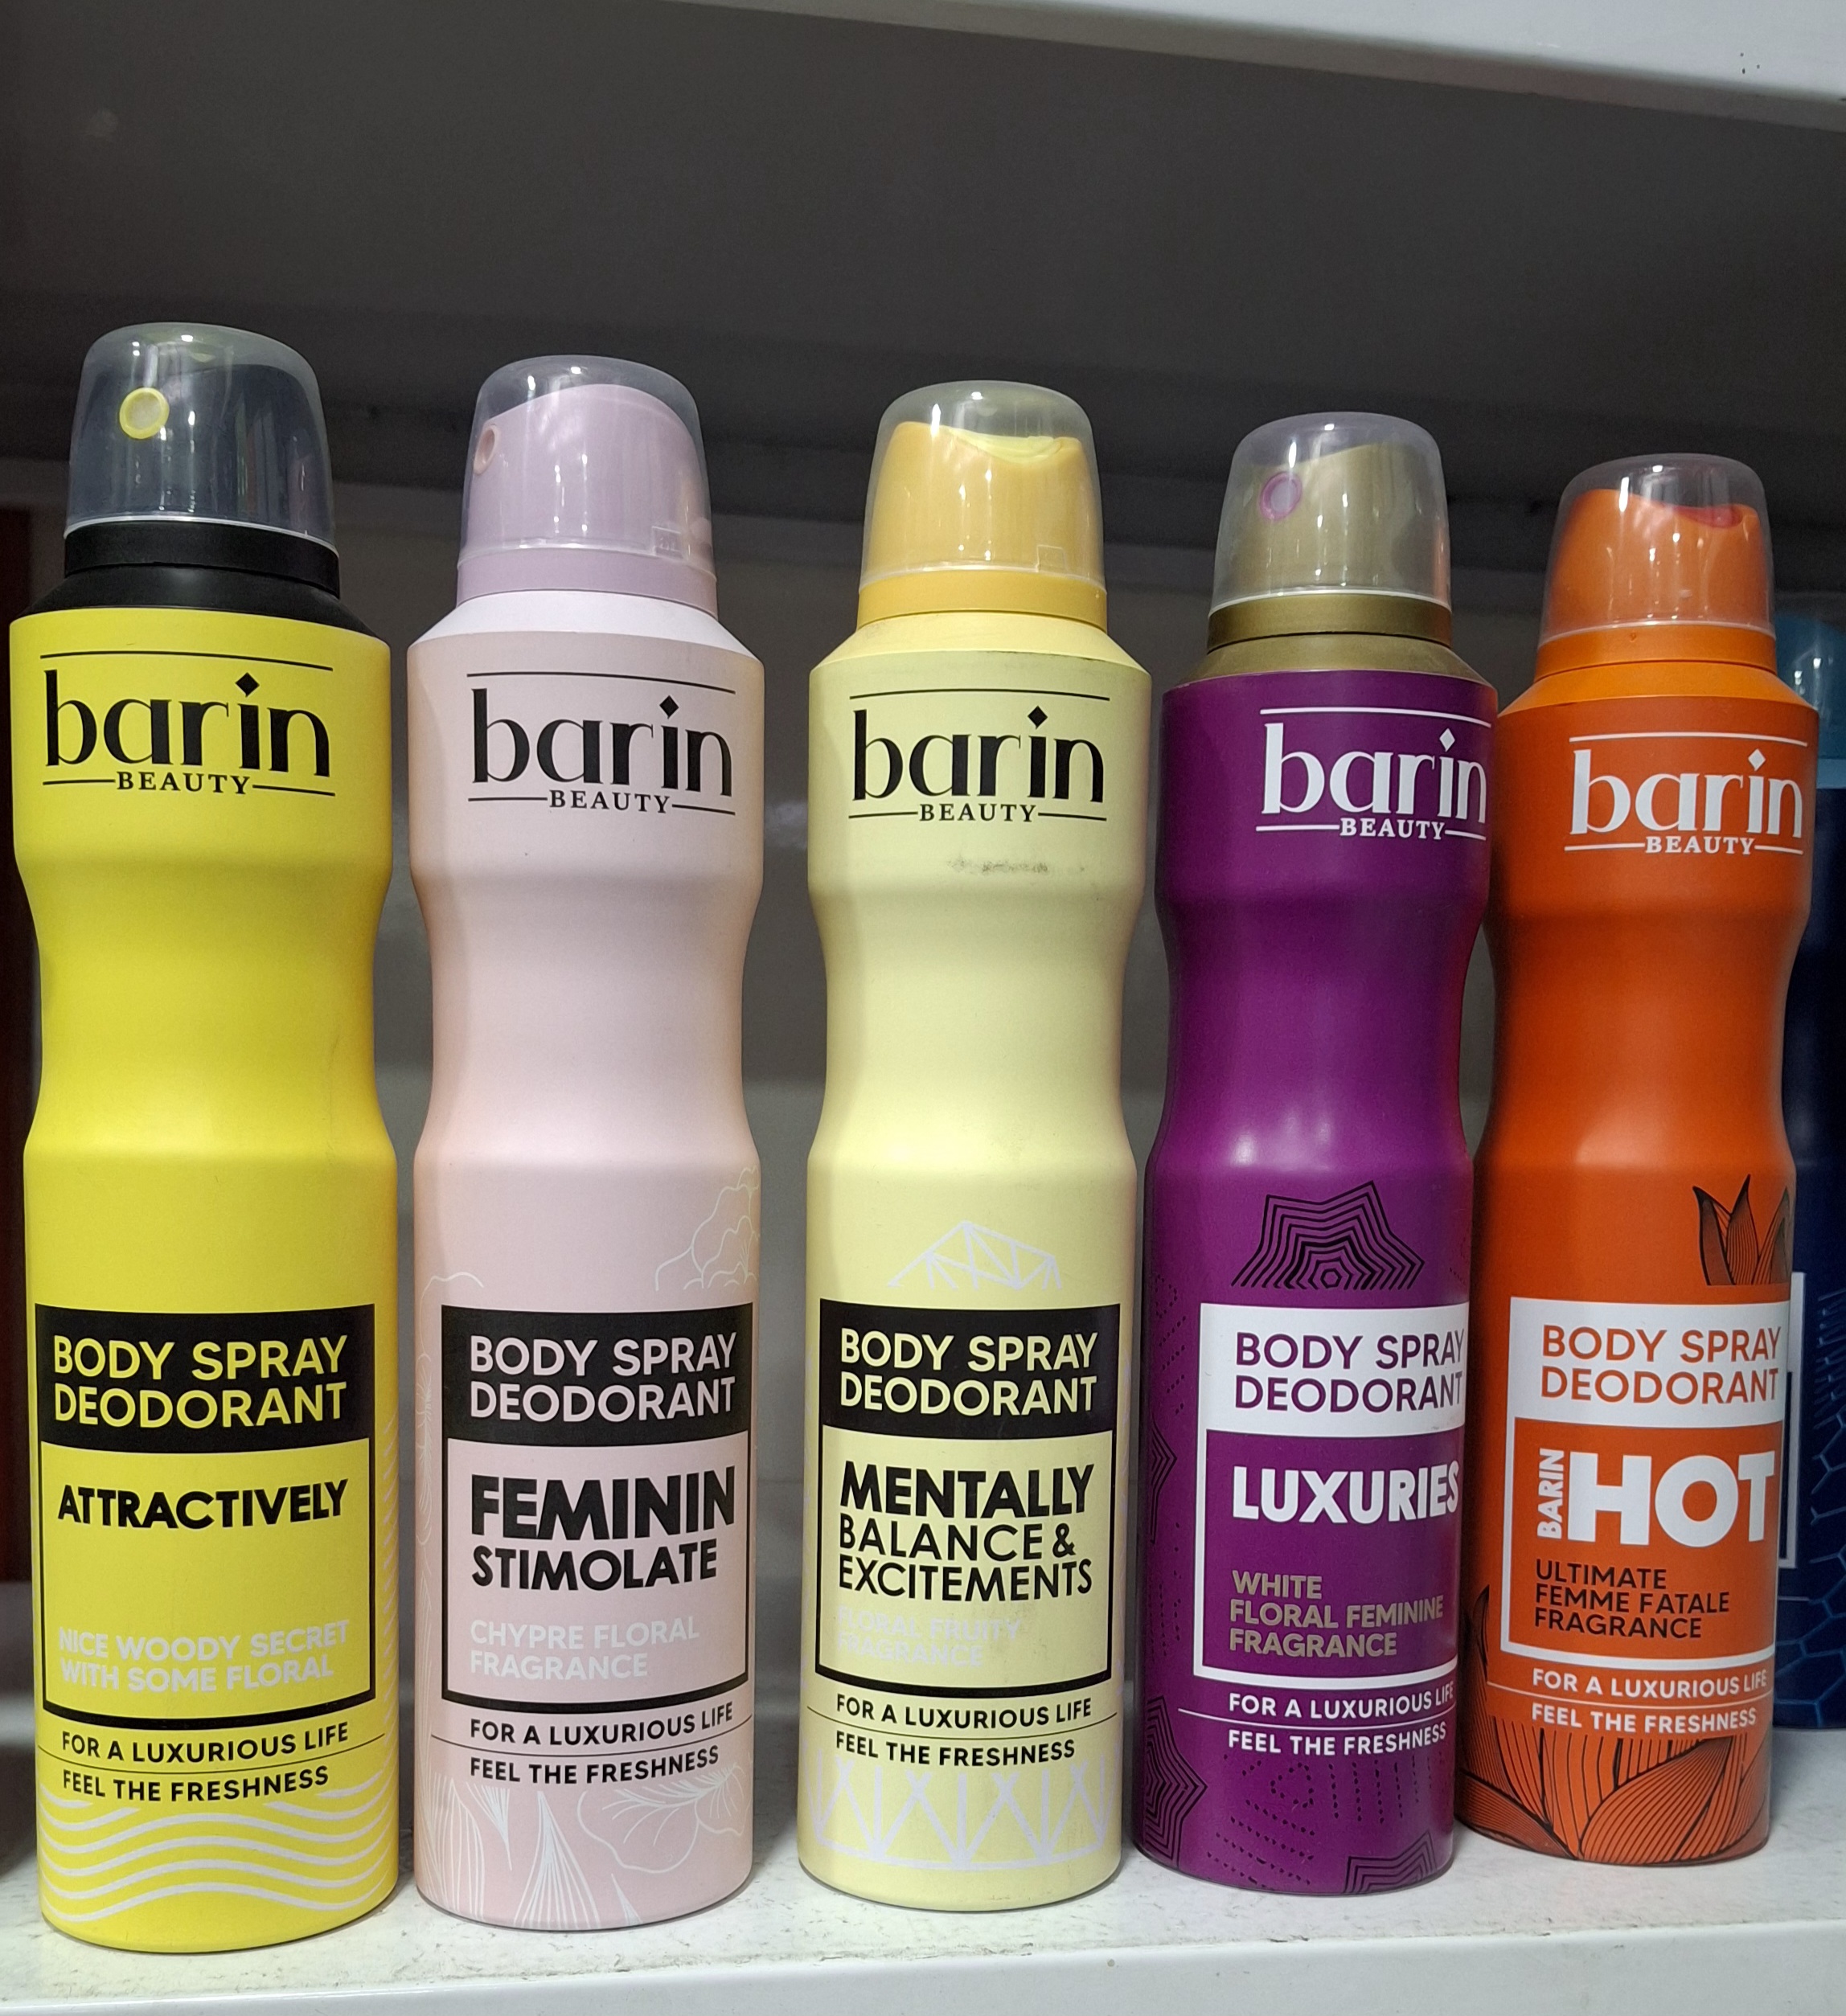 barin
BEAUTY
BODY SPRAY
DEODORANT
ATTRACTIVELY
NICE WOODY SECRET
WITH SOME FLORAL
FOR A LUXURIOUS LIFE
FEEL THE FRESHNESS
barin
BEAUTY
BODY SPRAY
DEODORANT
FEMININ
STIMOLATE
CHYPRE FLORAL
FRAGRANCE
FOR A LUXURIOUS LIFE
FEEL THE FRESHNESS
barin
BEAUTY
BODY SPRAY
DEODORANT
MENTALLY
BALANCE &
EXCITEMENTS
FLORAL FRUITY
FRAGRANCE
FOR A LUXURIOUS LIFE
FEEL THE FRESHNESS
barin
BEAUTY
BODY SPRAY
DEODORANT
LUXURIES
WHITE
FLORAL FEMININE
FRAGRANCE
FOR A LUXURIOUS LIFE
FEEL THE FRESHNESS
barin
BEAUTY
BODY SPRAY
DEODORANT
BARIN HOT
ULTIMATE
FEMME FATALE
FRAGRANCE
FOR A LUXURIOUS LIFE
FEEL THE FRESHNESS